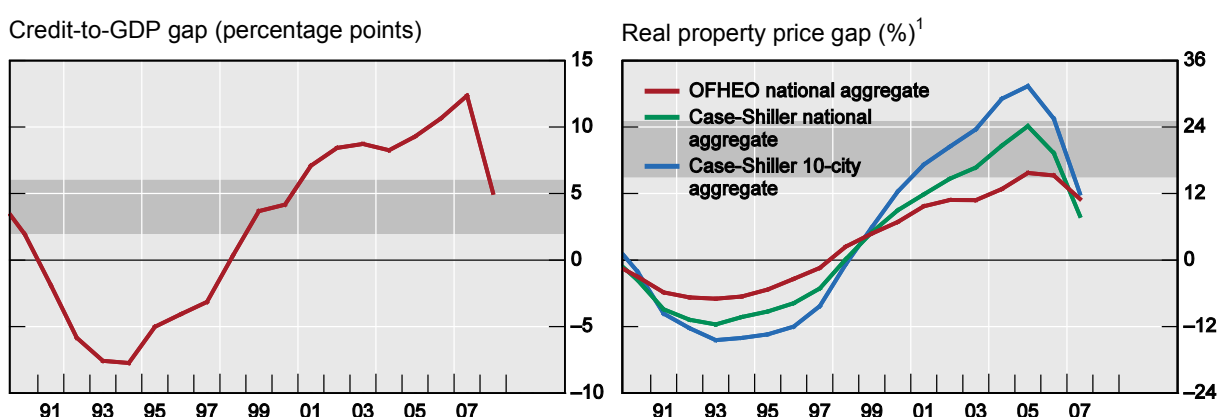 Credit-to-GDP gap (percentage points)
15
10
5
0
–5
–10
91 93 95 97 99 01 03 05 07
Real property price gap (%)¹
OFHEO national aggregate
Case-Shiller national
aggregate
Case-Shiller 10-city
aggregate
36
24
12
0
–12
–24
91 93 95 97 99 01 03 05 07